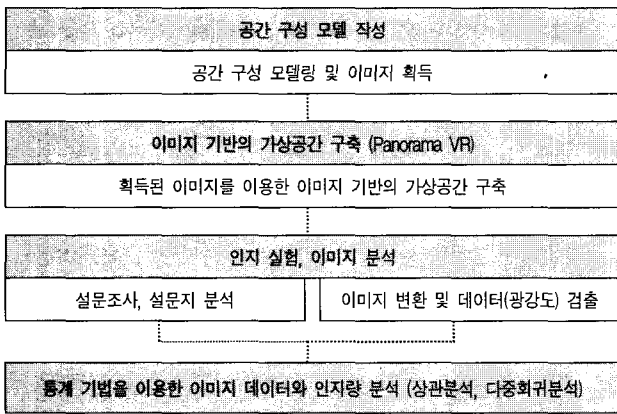 공간 구성 모델 작성
공간 구성 모델링 및 이미지 획득
이미지 기반의 가상공간 구축 (Panorama VR)
획득된 이미지를 이용한 이미지 기반의 가상공간 구축
인지 실험, 이미지 분석
설문조사, 설문지 분석
이미지 변환 및 데이터(광강도) 검출
통계 기법을 이용한 이미지 데이터와 인지량 분석 (상관분석, 다중회귀분석)